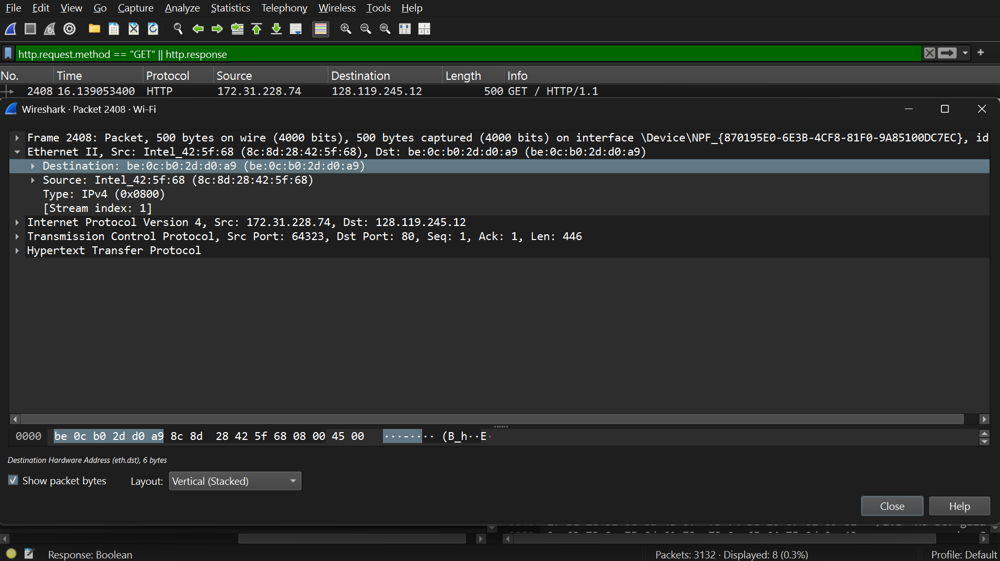 File Edit View Go Capture Analyze Statistics Telephony Wireless Tools Help
http.request.method == "GET" || http.response
No. Time Protocol Source Destination Length Info
2408 16.139053400 HTTP 172.31.228.74 128.119.245.12 500 GET / HTTP/1.1
Wireshark · Packet 2408 · Wi-Fi
Frame 2408: Packet, 500 bytes on wire (4000 bits), 500 bytes captured (4000 bits) on interface \Device\NPF_{870195E0-6E3B-4CF8-81F0-9A85100DC7EC}, id
Ethernet II, Src: Intel_42:5f:68 (8c:8d:28:42:5f:68), Dst: be:0c:b0:2d:d0:a9 (be:0c:b0:2d:d0:a9)
Destination: be:0c:b0:2d:d0:a9 (be:0c:b0:2d:d0:a9)
Source: Intel_42:5f:68 (8c:8d:28:42:5f:68)
Type: IPv4 (0x0800)
[Stream index: 1]
Internet Protocol Version 4, Src: 172.31.228.74, Dst: 128.119.245.12
Transmission Control Protocol, Src Port: 64323, Dst Port: 80, Seq: 1, Ack: 1, Len: 446
Hypertext Transfer Protocol
0000 be 0c b0 2d d0 a9 8c 8d 28 42 5f 68 08 00 45 00 ···-···· (B_h··E·
Destination Hardware Address (eth.dst), 6 bytes
Show packet bytes Layout: Vertical (Stacked)
Close Help
Response: Boolean Packets: 3132 · Displayed: 8 (0.3%) Profile: Default